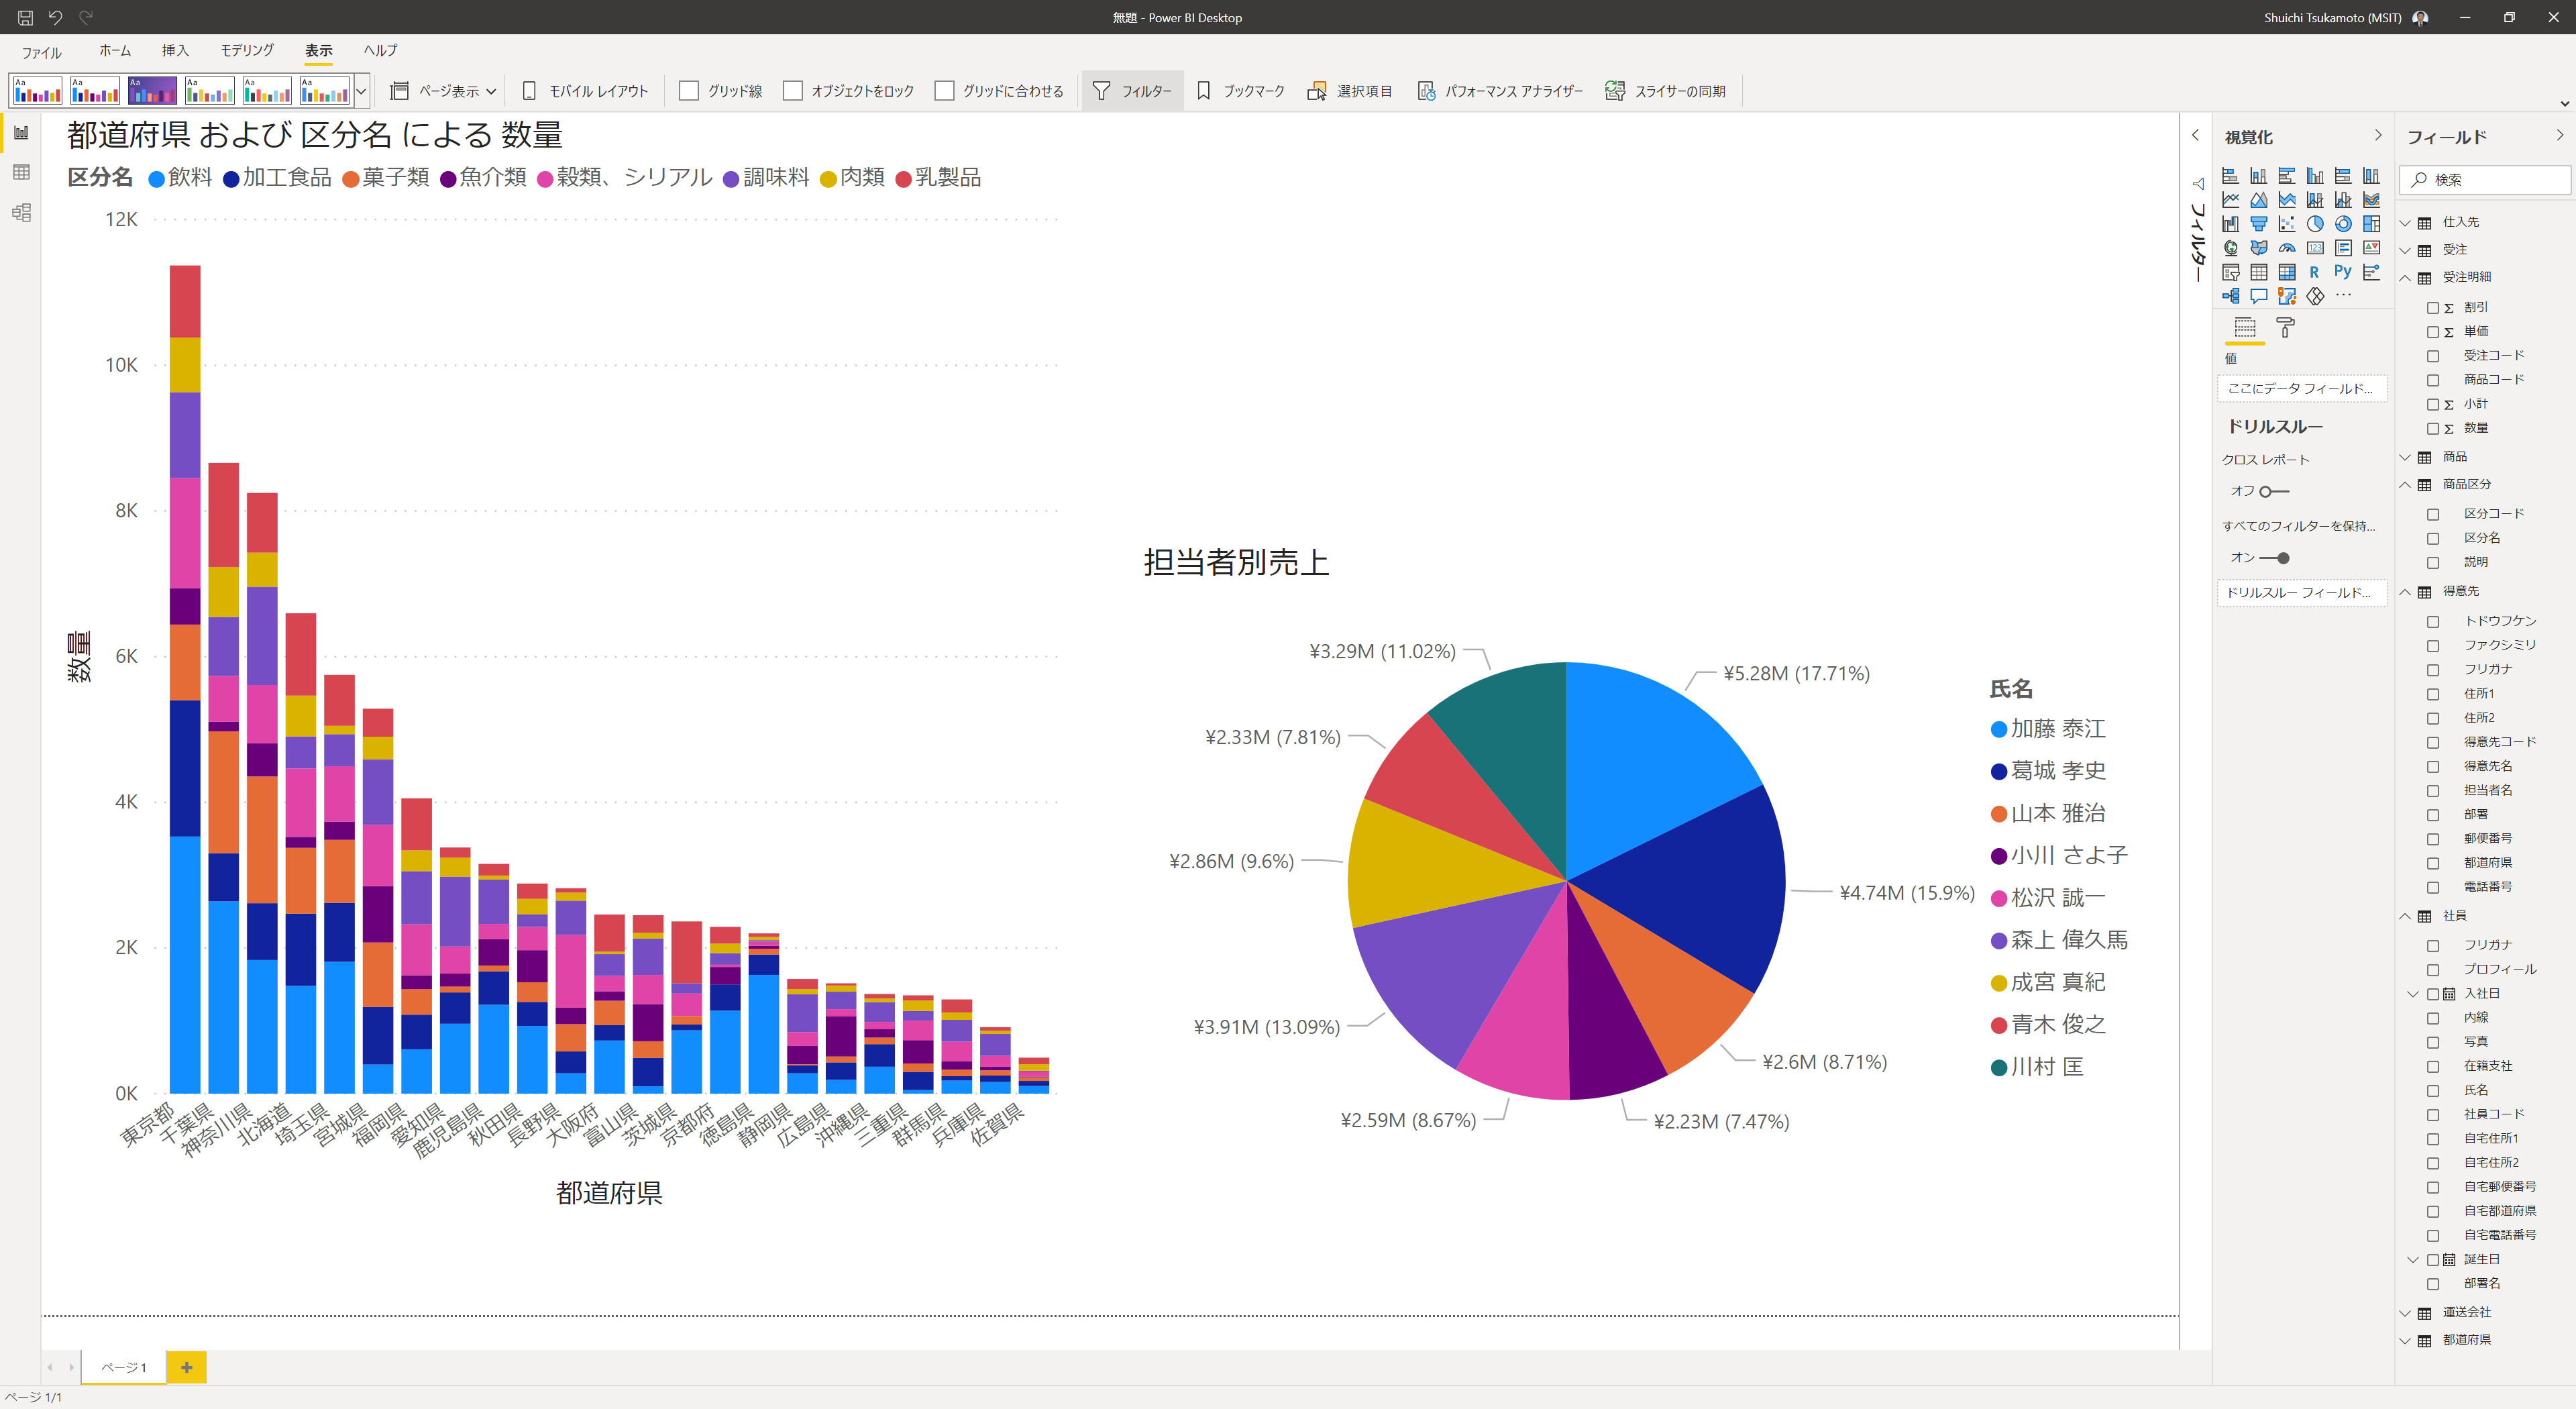 無題 - Power BI Desktop
Shuichi Tsukamoto (MSIT)
ファイル ホーム 挿入 モデリング 表示 ヘルプ
Aa Aa Aa Aa Aa Aa
ページ表示 モバイル レイアウト グリッド線 オブジェクトをロック グリッドに合わせる フィルター ブックマーク 選択項目 パフォーマンス アナライザー スライサーの同期
都道府県 および 区分名 による 数量
区分名 飲料 加工食品 菓子類 魚介類 穀類、シリアル 調味料 肉類 乳製品
12K
10K
8K
6K
4K
2K
0K
数量
東京都
千葉県
神奈川県
北海道
埼玉県
宮城県
福岡県
愛知県
鹿児島県
秋田県
長野県
大阪府
富山県
茨城県
京都府
徳島県
静岡県
広島県
沖縄県
三重県
群馬県
兵庫県
佐賀県
都道府県
担当者別売上
¥5.28M (17.71%)
¥4.74M (15.9%)
¥2.6M (8.71%)
¥2.23M (7.47%)
¥2.59M (8.67%)
¥3.91M (13.09%)
¥2.86M (9.6%)
¥2.33M (7.81%)
¥3.29M (11.02%)
氏名
加藤 泰江
葛城 孝史
山本 雅治
小川 さよ子
松沢 誠一
森上 偉久馬
成宮 真紀
青木 俊之
川村 匡
フィルター
視覚化
123
R Py
値
ここにデータ フィールド...
ドリルスルー
クロス レポート
オフ
すべてのフィルターを保持...
オン
ドリルスルー フィールド...
フィールド
検索
仕入先
受注
受注明細
Σ 割引
Σ 単価
受注コード
商品コード
Σ 小計
Σ 数量
商品
商品区分
区分コード
区分名
説明
得意先
トドウフケン
ファクシミリ
フリガナ
住所1
住所2
得意先コード
得意先名
担当者名
部署
郵便番号
都道府県
電話番号
社員
フリガナ
プロフィール
入社日
内線
写真
在籍支社
氏名
社員コード
自宅住所1
自宅住所2
自宅郵便番号
自宅都道府県
自宅電話番号
誕生日
部署名
運送会社
都道府県
ページ 1
ページ 1/1